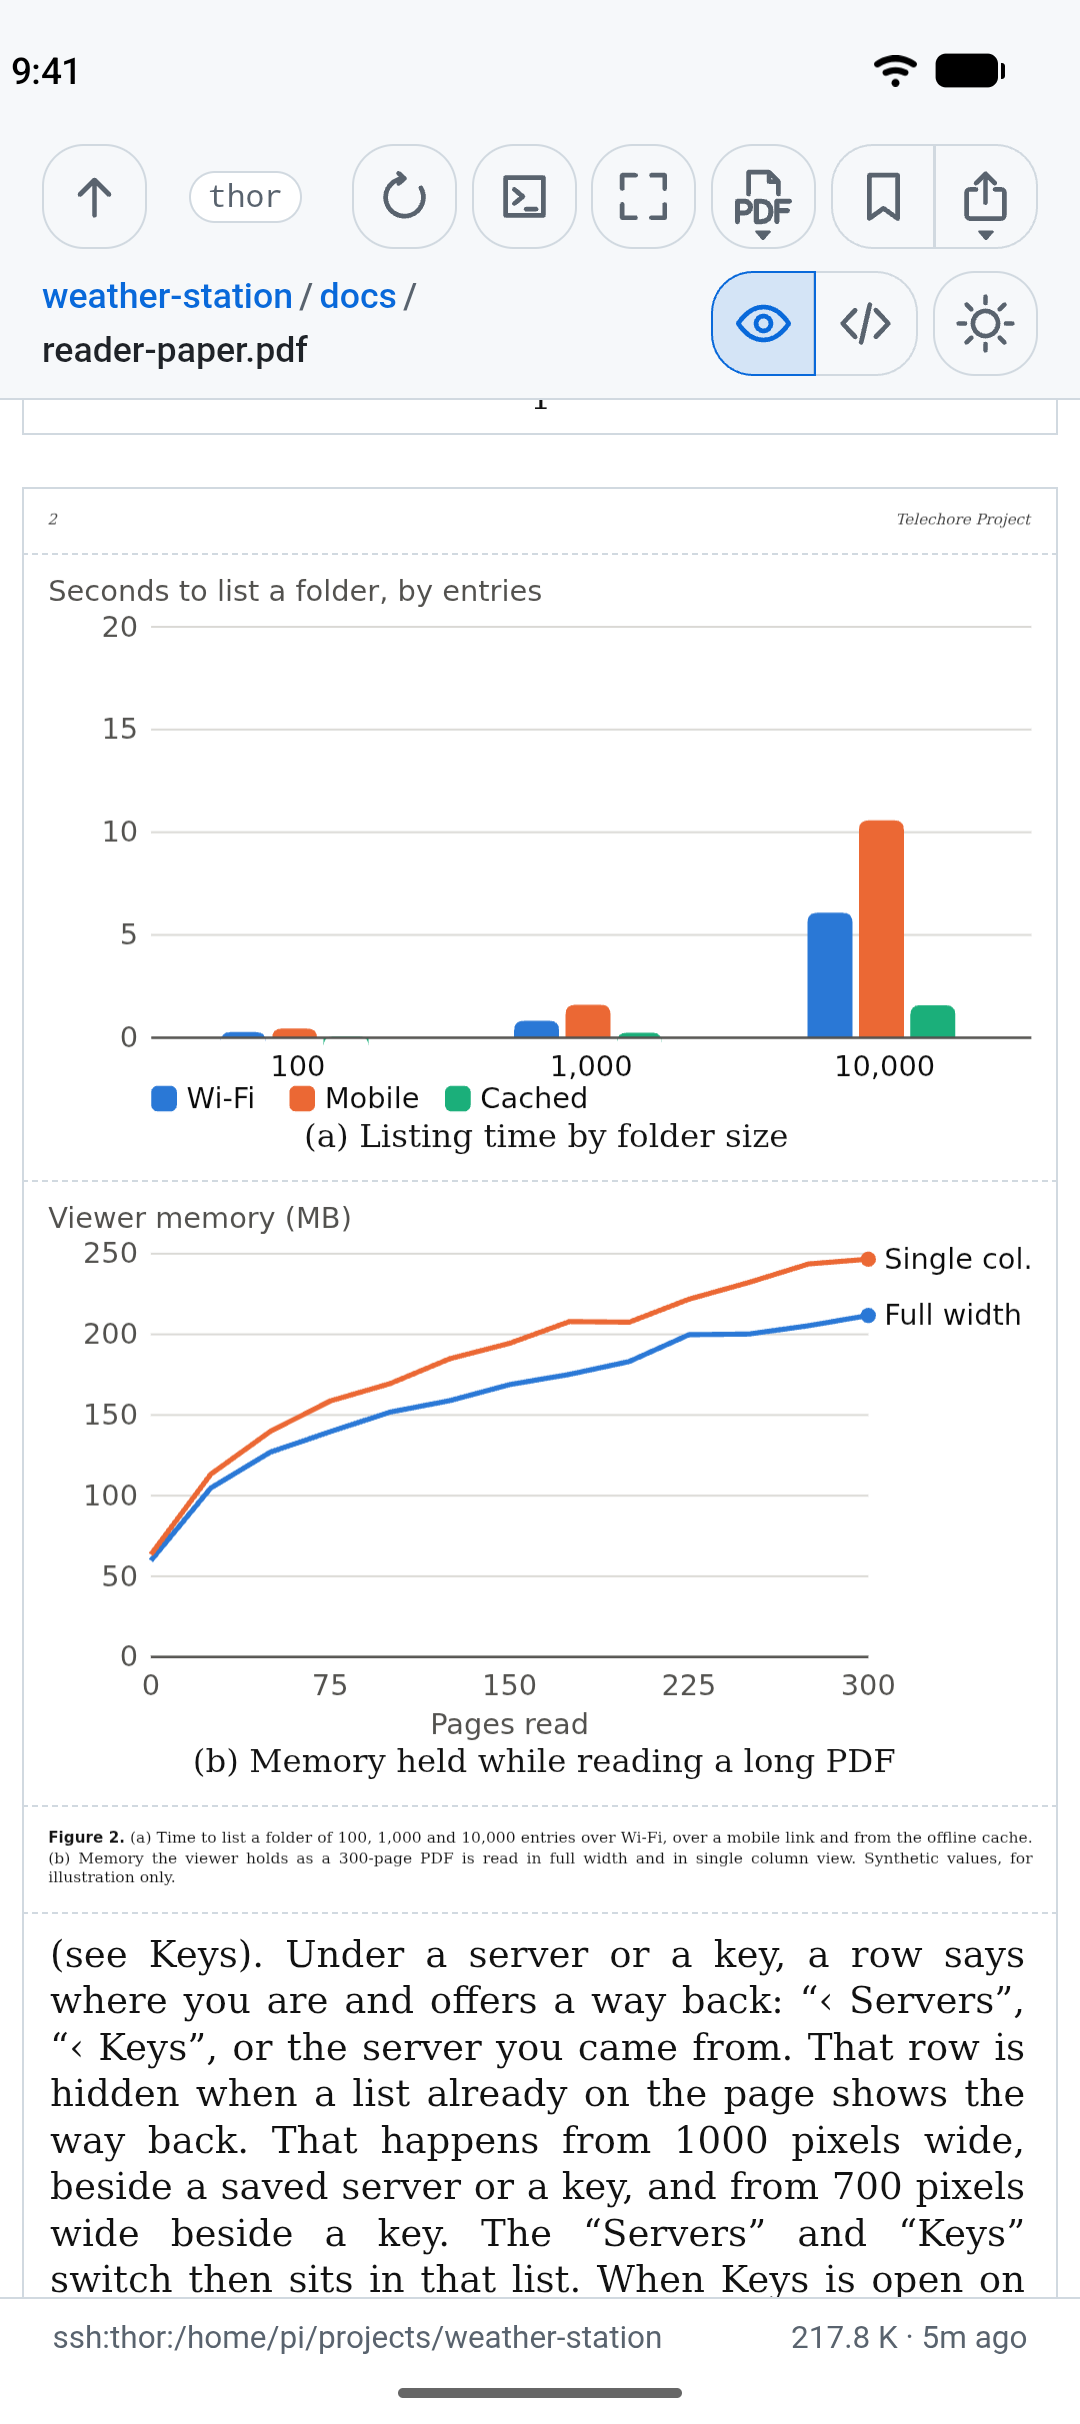 9:41
thor
PDF
weather-station / docs /
reader-paper.pdf
2 Telechore Project
Seconds to list a folder, by entries
20
15
10
5
0
100 1,000 10,000
Wi-Fi Mobile Cached
(a) Listing time by folder size
Viewer memory (MB)
250
Single col.
Full width
200
150
100
50
0
0 75 150 225 300
Pages read
(b) Memory held while reading a long PDF
Figure 2. (a) Time to list a folder of 100, 1,000 and 10,000 entries over Wi-Fi, over a mobile link and from the offline cache.
(b) Memory the viewer holds as a 300-page PDF is read in full width and in single column view. Synthetic values, for
illustration only.
(see Keys). Under a server or a key, a row says
where you are and offers a way back: “‹ Servers”,
“‹ Keys”, or the server you came from. That row is
hidden when a list already on the page shows the
way back. That happens from 1000 pixels wide,
beside a saved server or a key, and from 700 pixels
wide beside a key. The “Servers” and “Keys”
switch then sits in that list. When Keys is open on
ssh:thor:/home/pi/projects/weather-station 217.8 K · 5m ago